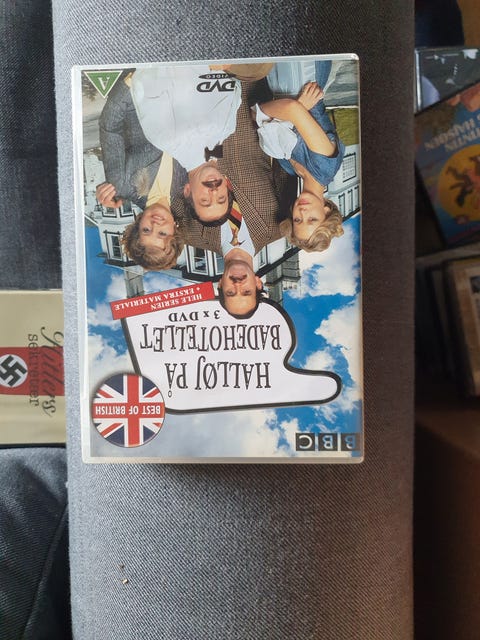 BBC
BEST OF BRITISH
HALLØJ PÅ
BADEHOTELLET
3 x DVD
HELE SERIEN
+ EKSTRA MATERIALE
DVD
VIDEO
A
Hitlers
sekretær